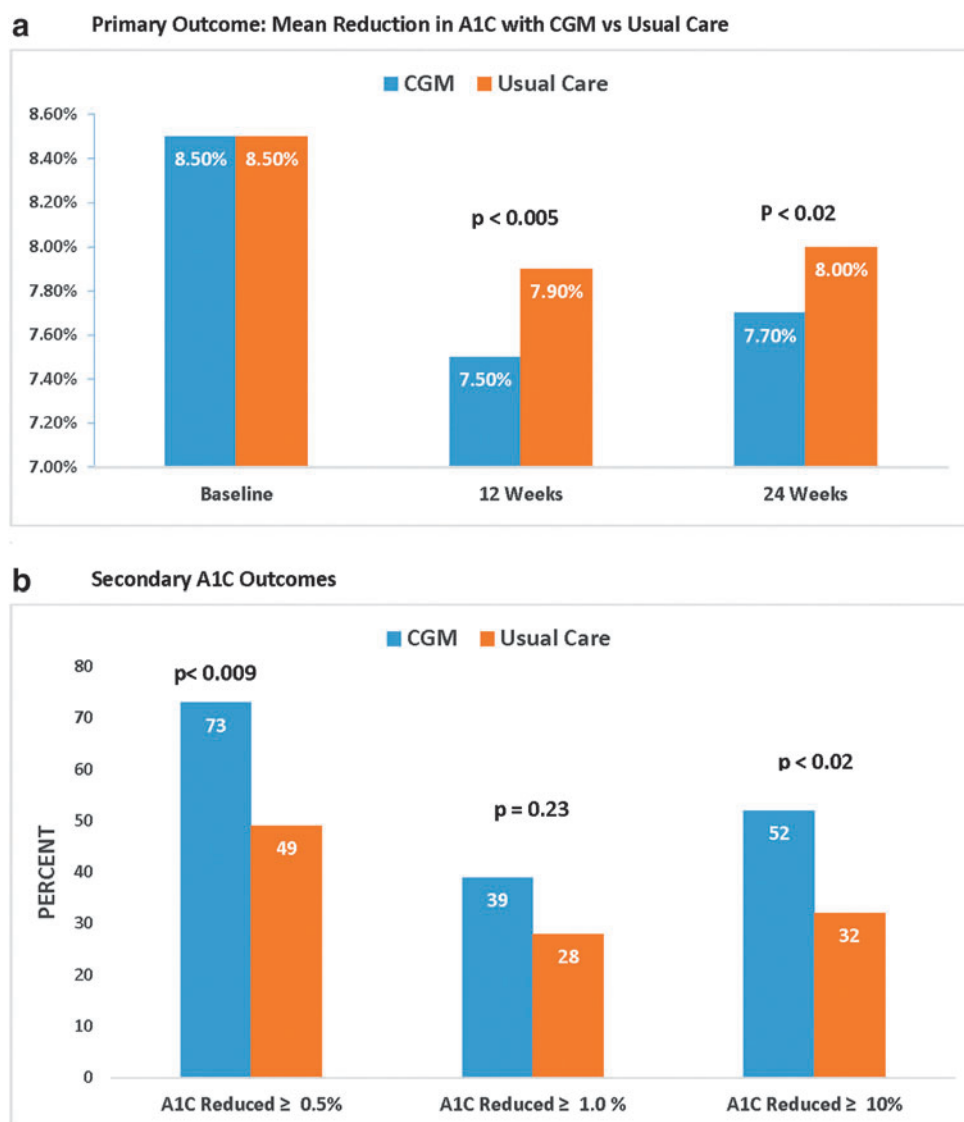 a Primary Outcome: Mean Reduction in A1C with CGM vs Usual Care
CGM Usual Care
8.60%
8.40%
8.20%
8.00%
7.80%
7.60%
7.40%
7.20%
7.00%
8.50% 8.50%
p < 0.005
7.50% 7.90%
P < 0.02
7.70% 8.00%
Baseline 12 Weeks 24 Weeks
b Secondary A1C Outcomes
CGM Usual Care
PERCENT
80
70
60
50
40
30
20
10
0
p< 0.009
73 49
p = 0.23
39 28
p < 0.02
52 32
A1C Reduced ≥ 0.5% A1C Reduced ≥ 1.0 % A1C Reduced ≥ 10%